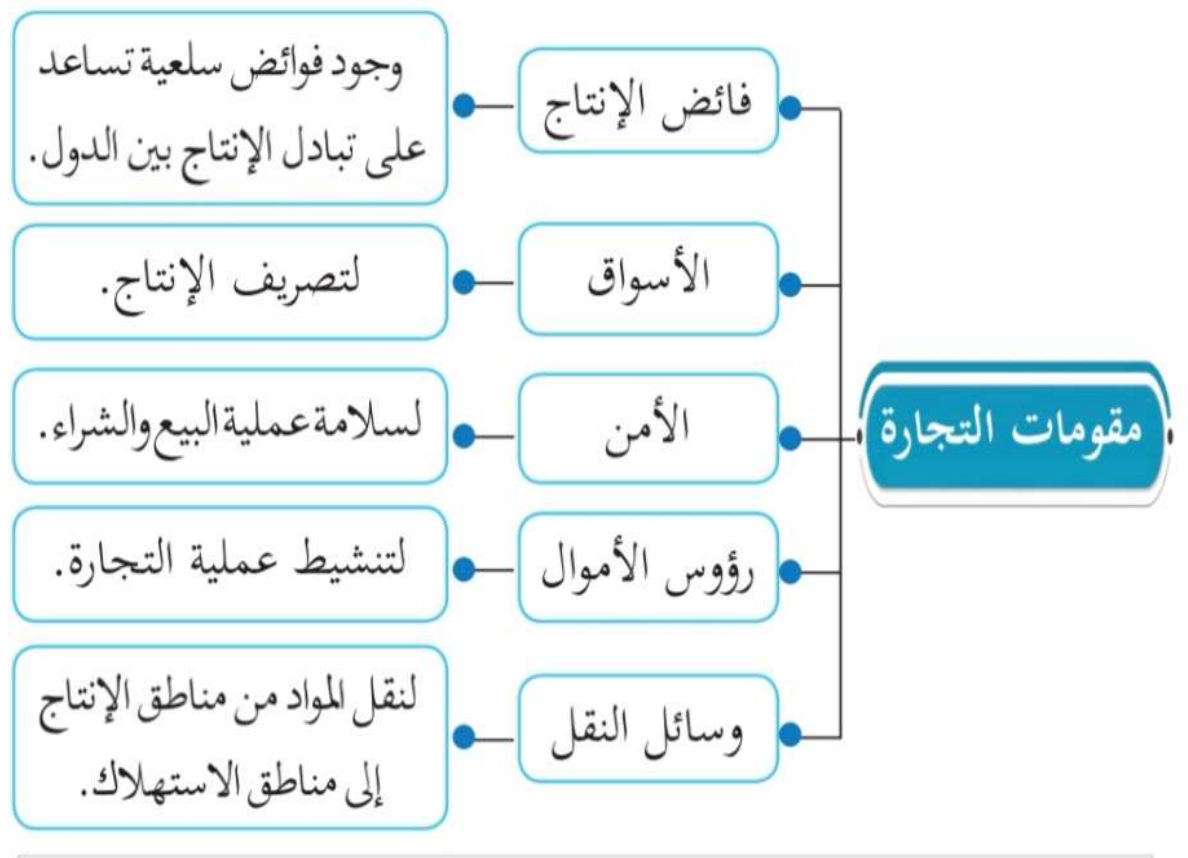 مقومات التجارة
فائض الإنتاج
وجود فوائض سلعية تساعد
على تبادل الإنتاج بين الدول.
الأسواق
لتصريف الإنتاج.
الأمن
لسلامة عملية البيع والشراء.
رؤوس الأموال
لتنشيط عملية التجارة.
وسائل النقل
لنقل المواد من مناطق الإنتاج
إلى مناطق الاستهلاك.